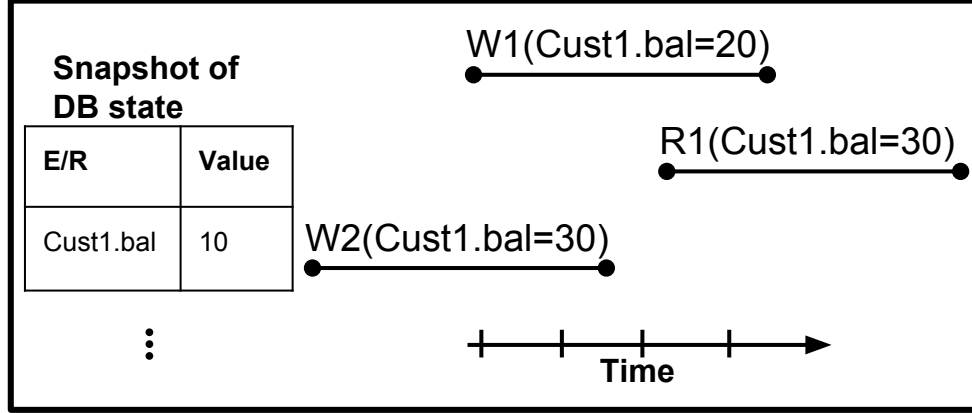 Snapshot of
DB state
E/R Value
Cust1.bal 10
W1(Cust1.bal=20)
R1(Cust1.bal=30)
W2(Cust1.bal=30)
Time